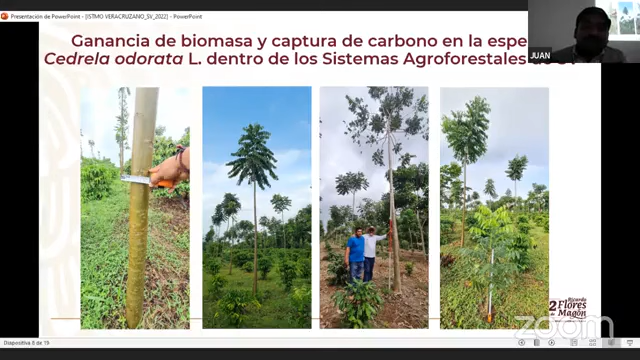 Presentación de PowerPoint - [ISTMO VERACRUZANO_SV_2022] - PowerPoint
Ganancia de biomasa y captura de carbono en la espe
Cedrela odorata L. dentro de los Sistemas Agroforestales
JUAN
2 Ricardo
Flores
Magón
zoom
Diapositiva 8 de 19